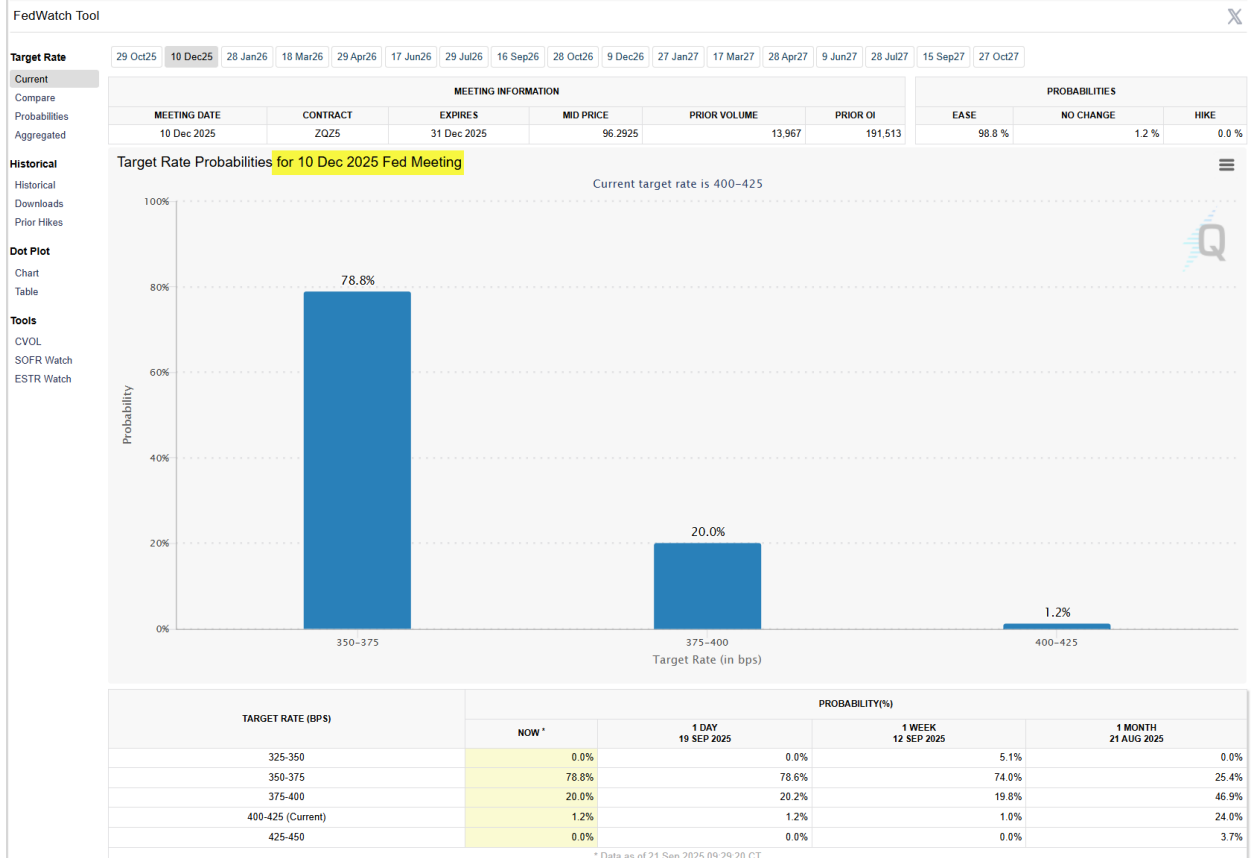 FedWatch Tool
Target Rate
Current
Compare
Probabilities
Aggregated
Historical
Historical
Downloads
Prior Hikes
Dot Plot
Chart
Table
Tools
CVOL
SOFR Watch
ESTR Watch
29 Oct25 10 Dec25 28 Jan26 18 Mar26 29 Apr26 17 Jun26 29 Jul26 16 Sep26 28 Oct26 9 Dec26 27 Jan27 17 Mar27 28 Apr27 9 Jun27 28 Jul27 15 Sep27 27 Oct27
MEETING INFORMATION
MEETING DATE CONTRACT EXPIRES MID PRICE PRIOR VOLUME PRIOR OI
10 Dec 2025 ZQZ5 31 Dec 2025 96.2925 13,967 191,513
PROBABILITIES
EASE NO CHANGE HIKE
98.8 % 1.2 % 0.0 %
Target Rate Probabilities for 10 Dec 2025 Fed Meeting
Current target rate is 400–425
100%
80%
60%
40%
20%
0%
Probability
78.8%
20.0%
1.2%
Q
350–375 375–400 400–425
Target Rate (in bps)
TARGET RATE (BPS) PROBABILITY(%)
NOW * 1 DAY 1 WEEK 1 MONTH
19 SEP 2025 12 SEP 2025 21 AUG 2025
325-350 0.0% 0.0% 5.1% 0.0%
350-375 78.8% 78.6% 74.0% 25.4%
375-400 20.0% 20.2% 19.8% 46.9%
400-425 (Current) 1.2% 1.2% 1.0% 24.0%
425-450 0.0% 0.0% 0.0% 3.7%
* Data as of 21 Sep 2025 09:29:20 CT